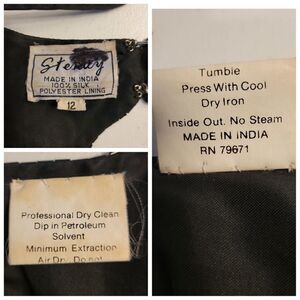 Steney
MADE IN INDIA
100% SILK
POLYESTER LINING
12
Tumble
Press With Cool
Dry Iron
Inside Out. No Steam
MADE IN INDIA
RN 79671
Professional Dry Clean
Dip in Petroleum
Solvent
Minimum Extraction
Air Dry. Do not